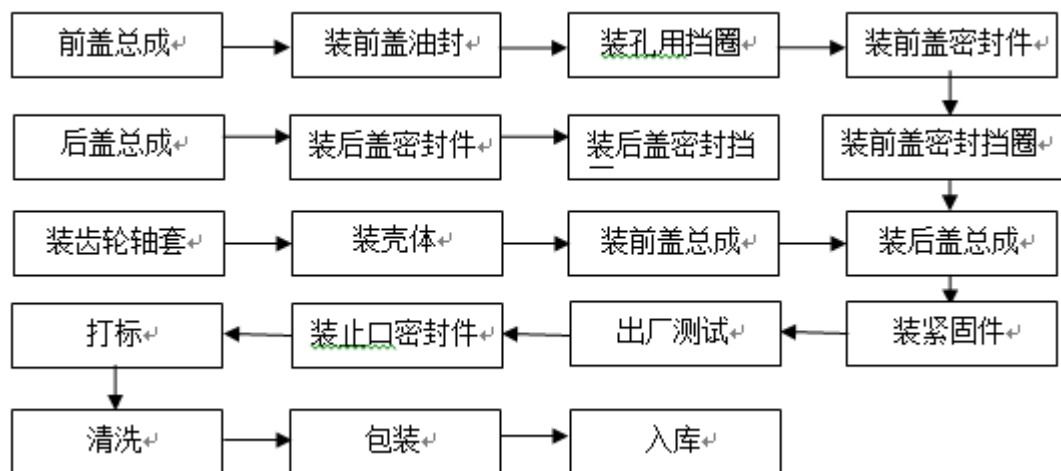 前盖总成
装前盖油封
装孔用挡圈
装前盖密封件
后盖总成
装后盖密封件
装后盖密封挡
装前盖密封挡圈
装齿轮轴套
装壳体
装前盖总成
装后盖总成
打标
装止口密封件
出厂测试
装紧固件
清洗
包装
入库